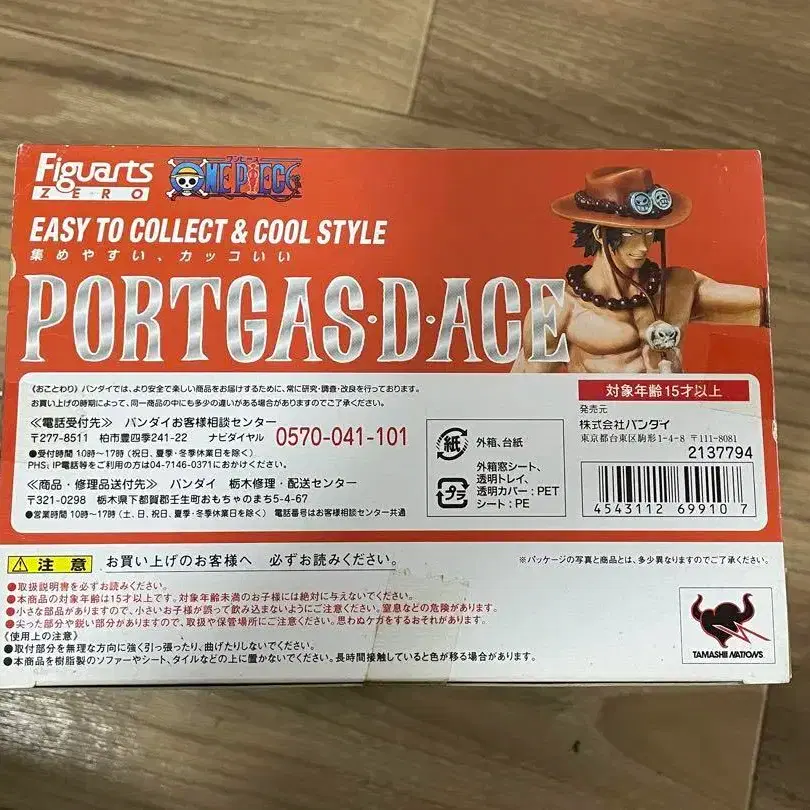 Figuarts
ZERO
ワンピース
ONE PIECE
EASY TO COLLECT & COOL STYLE
集めやすい、カッコいい
PORTGAS・D・ACE
《おことわり》バンダイでは、より安全で楽しい商品をお届けするために、常に研究・調査・改良を行っております。
お買い上げの時期によって、同一商品の中にも多少の違いがある場合がありますのでご了承ください。
≪電話受付先≫ バンダイお客様相談センター
〒277-8511 柏市豊四季241-22 ナビダイヤル 0570-041-101
●受付時間 10時〜17時(祝日、夏季・冬季休業日を除く)
PHS、IP電話等をご利用の方は04-7146-0371におかけください。
≪商品・修理品送付先≫ バンダイ 栃木修理・配送センター
〒321-0298 栃木県下都賀郡壬生町おもちゃのまち5-4-67
●営業時間 10時〜17時(土、日、祝日、夏季・冬季休業日を除く) 電話番号はお客様相談センター共通
紙
外箱、台紙
プラ
外箱窓シート、
透明トレイ、
透明カバー：PET
シート：PE
対象年齢15才以上
発売元
株式会社バンダイ
東京都台東区駒形1-4-8 〒111-8081
2137794
4 543112 699107
注意 お買い上げのお客様へ 必ずお読みください。
※パッケージの写真と商品とは、多少異なりますのでご了承ください。
●取扱説明書を必ずお読みください。
●本商品の対象年齢は15才以上です。対象年齢未満のお子様には絶対に与えないでください。
●小さな部品がありますので、小さいお子様が誤って飲み込まないようにご注意ください。窒息などの危険があります。
●尖った部分や鋭い部分がありますので、取扱や保管場所にご注意ください。思わぬケガをするおそれがあります。
《使用上の注意》
●取付部分を無理な方向に強く引っ張ったり、曲げたりしないでください。
●本商品を樹脂製のソファーやシート、タイルなどの上に置かないでください。長時間接触していると色が移る場合があります。
TAMASHII NATIONS